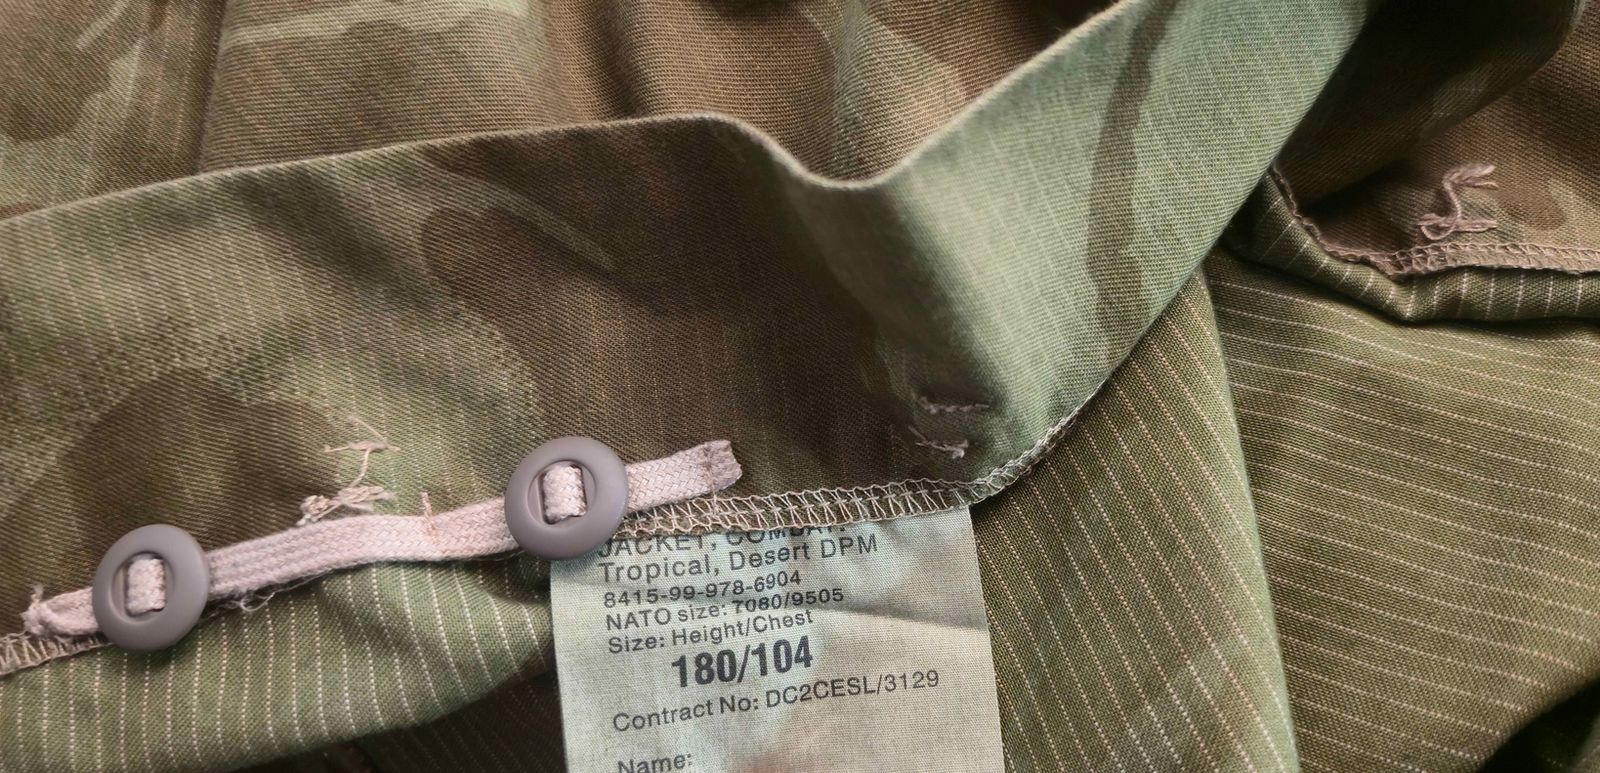 JACKET, COMBAT:
Tropical, Desert DPM
8415-99-978-6904
NATO size: 7080/9505
Size: Height/Chest
180/104
Contract No: DC2CESL/3129
Name: